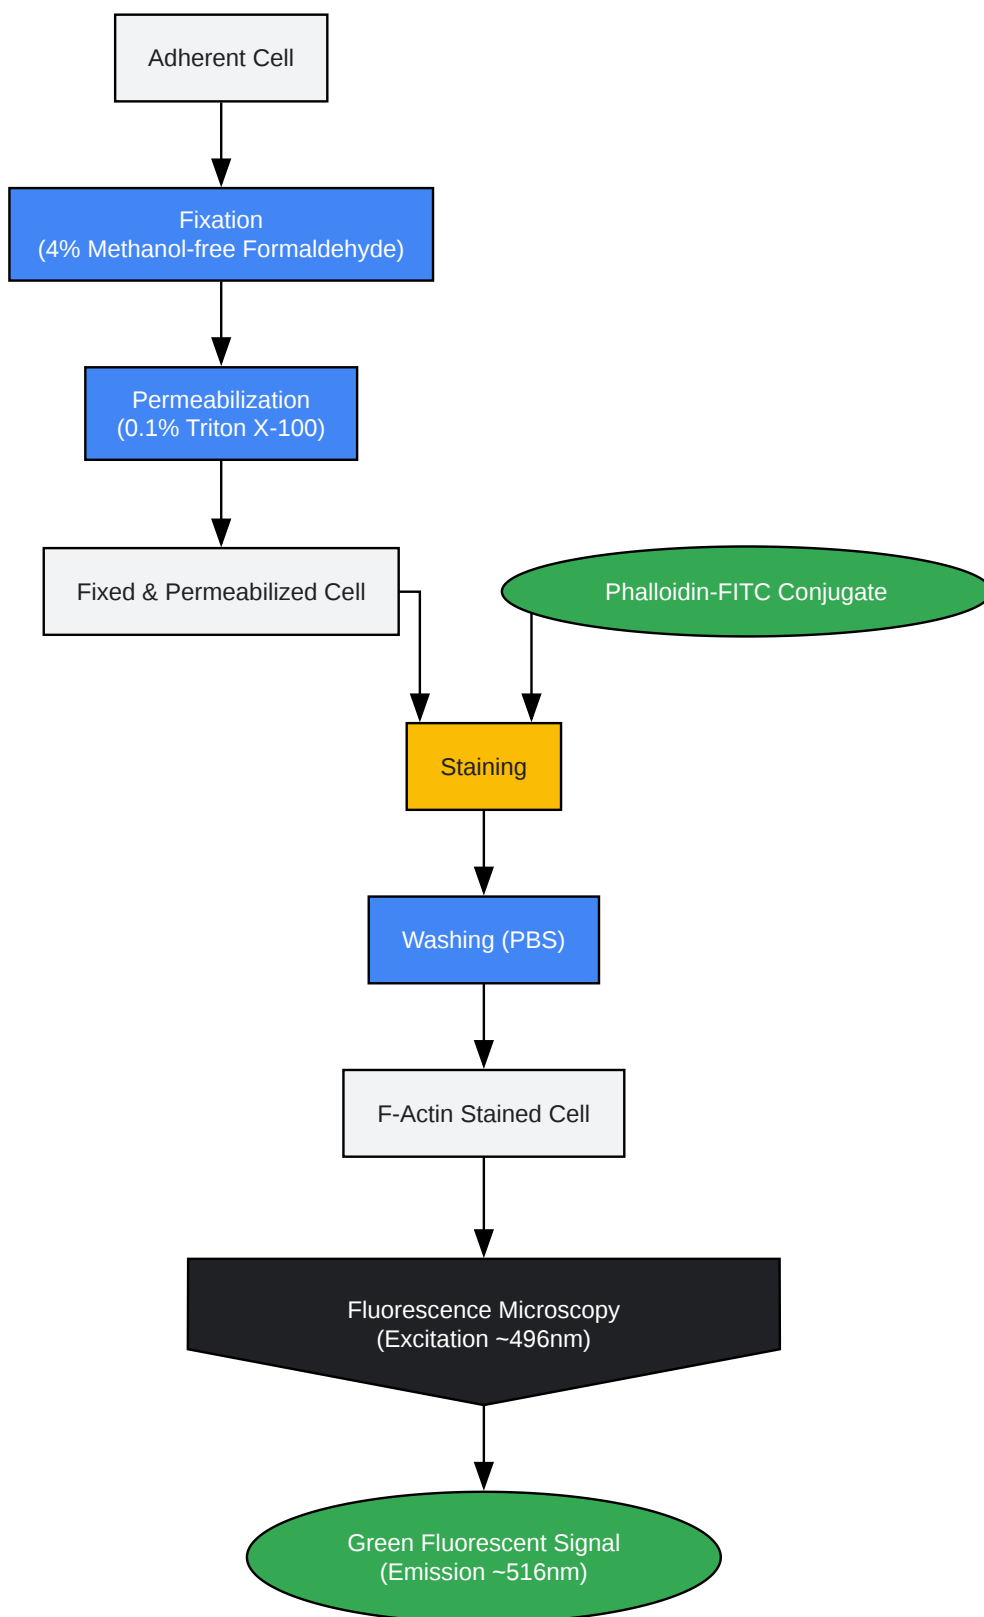 Adherent Cell
Fixation
(4% Methanol-free Formaldehyde)
Permeabilization
(0.1% Triton X-100)
Fixed & Permeabilized Cell
Phalloidin-FITC Conjugate
Staining
Washing (PBS)
F-Actin Stained Cell
Fluorescence Microscopy
(Excitation ~496nm)
Green Fluorescent Signal
(Emission ~516nm)